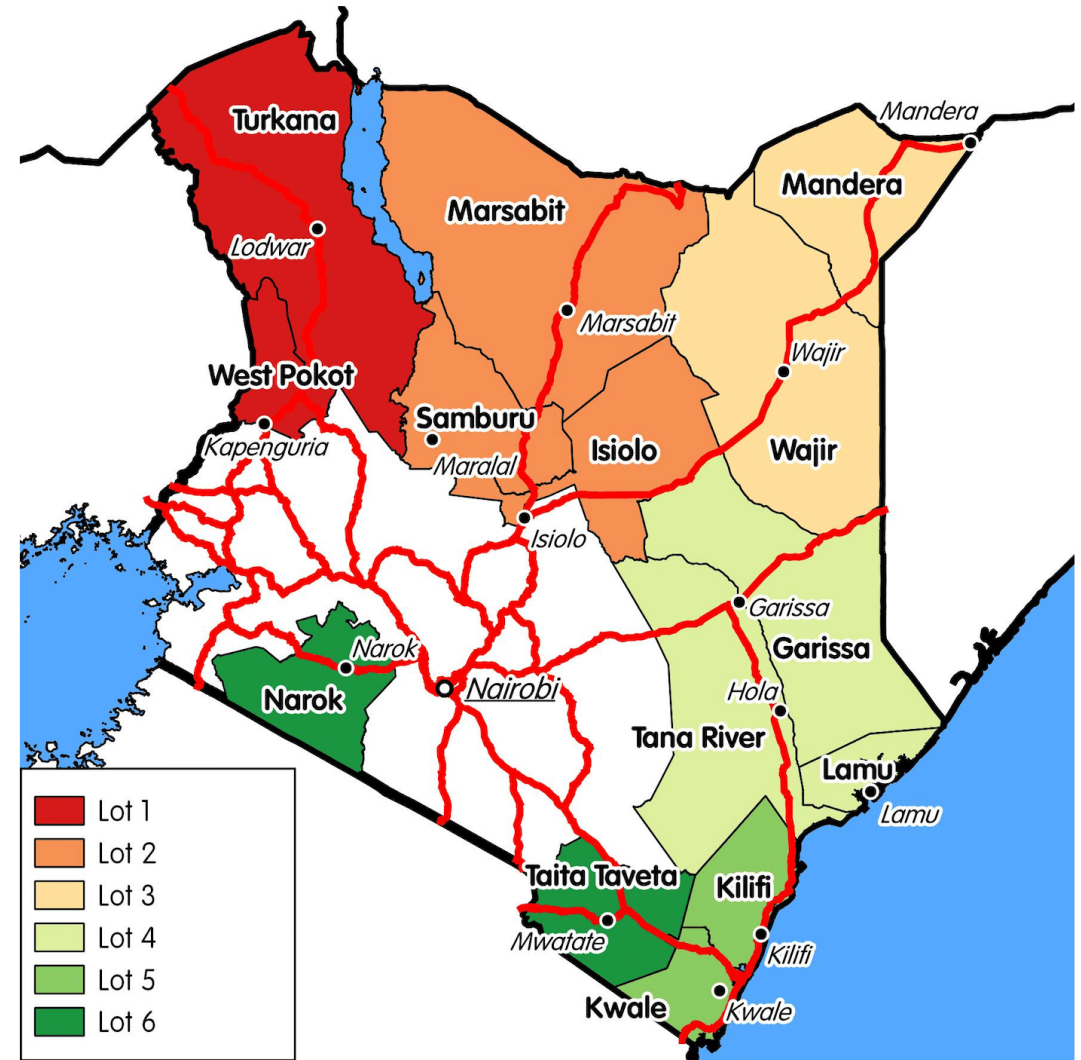 Mandera
Turkana
Mandera
Marsabit
Lodwar
Marsabit
Wajir
West Pokot
Samburu
Kapenguria
Maralal
Isiolo
Wajir
Isiolo
Garissa
Garissa
Narok
Narok
Nairobi
Hola
Tana River
Lamu
Lamu
Taita Taveta
Kilifi
Mwatate
Kilifi
Kwale
Kwale
Lot 1
Lot 2
Lot 3
Lot 4
Lot 5
Lot 6